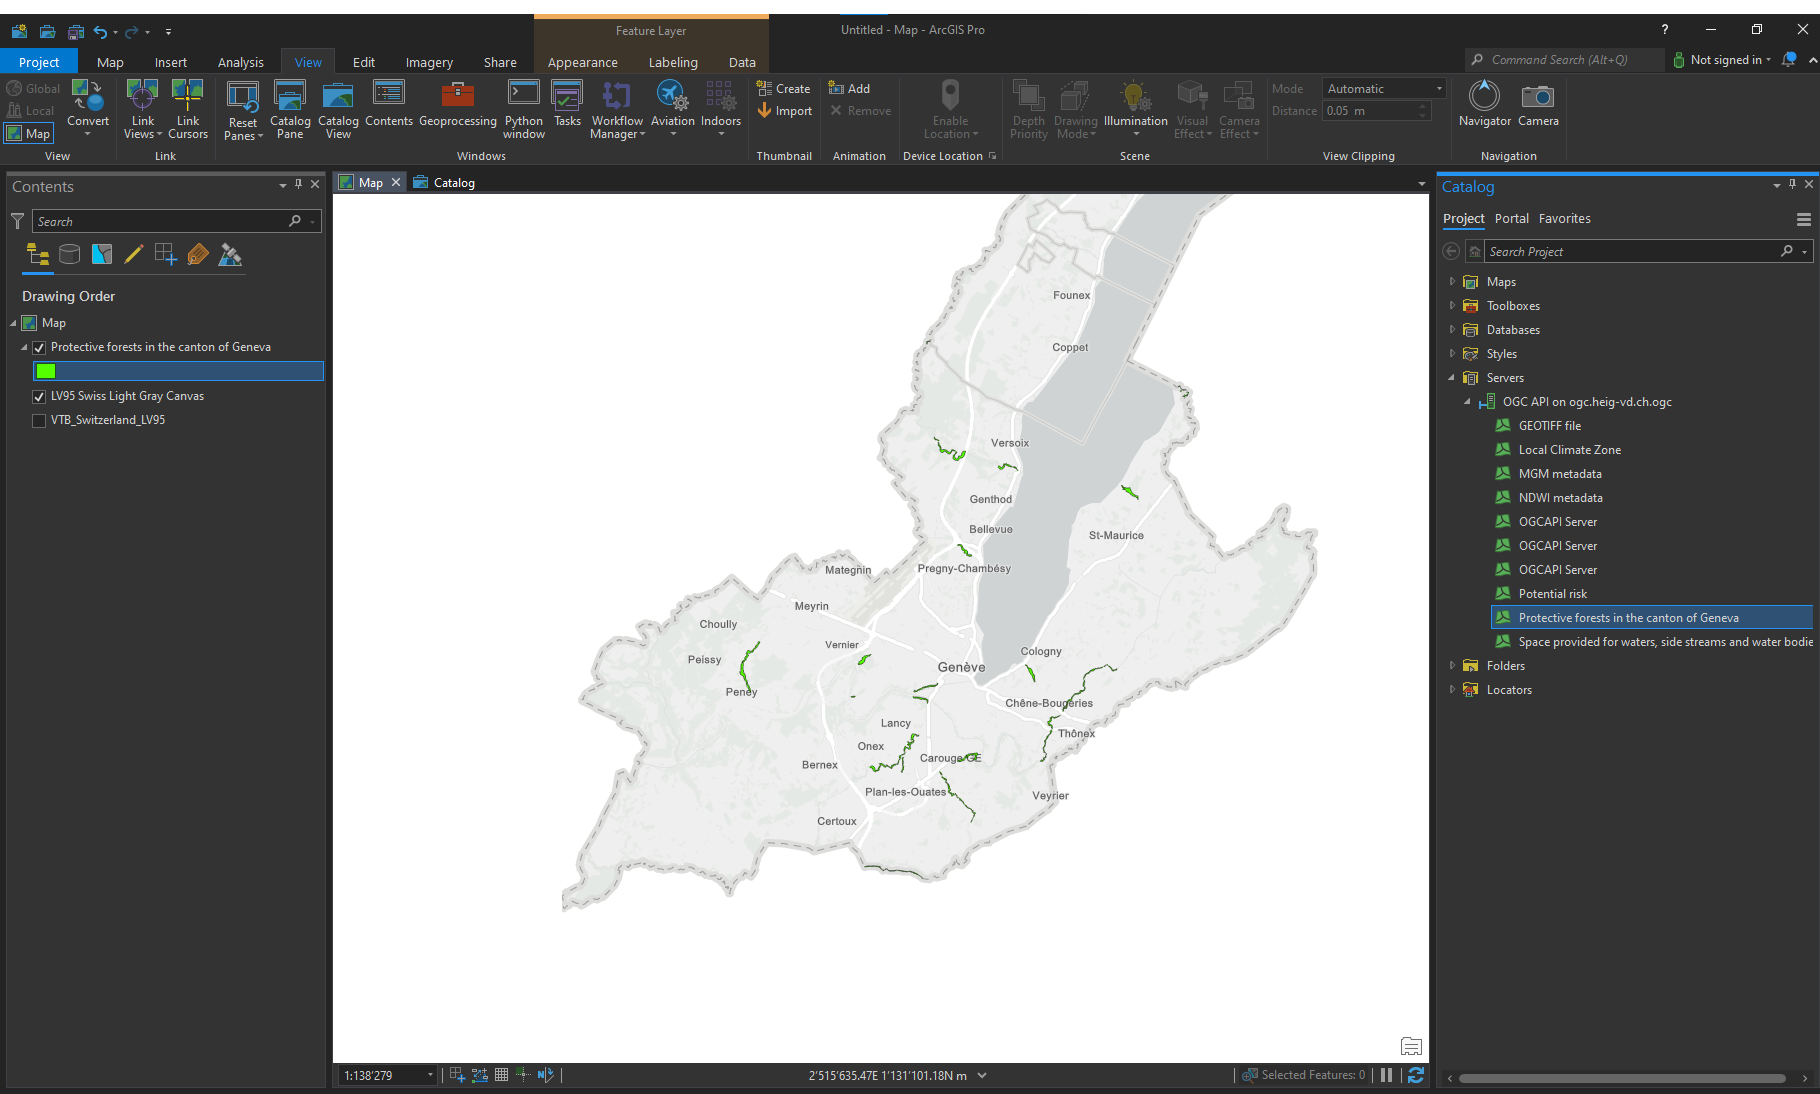 Feature Layer
Untitled - Map - ArcGIS Pro
?
Project Map Insert Analysis View Edit Imagery Share Appearance Labeling Data
Command Search (Alt+Q)
Not signed in
Global
Local
Map
Convert
View
Link Views
Link Cursors
Link
Reset Panes
Catalog Pane
Catalog View
Contents
Geoprocessing
Python window
Tasks
Workflow Manager
Aviation
Indoors
Windows
Create
Import
Thumbnail
Add
Remove
Animation
Enable Location
Device Location
Depth Priority
Drawing Mode
Illumination
Visual Effect
Camera Effect
Scene
Mode Automatic
Distance 0.05 m
View Clipping
Navigator
Camera
Navigation
Contents
Search
Drawing Order
Map
Protective forests in the canton of Geneva
LV95 Swiss Light Gray Canvas
VTB_Switzerland_LV95
Map
Catalog
Founex
Coppet
Versoix
Genthod
Bellevue
St-Maurice
Pregny-Chambésy
Mategnin
Meyrin
Choully
Vernier
Peissy
Cologny
Genève
Peney
Chêne-Bougeries
Lancy
Thônex
Onex
Carouge GE
Bernex
Plan-les-Ouates
Veyrier
Certoux
1:138'279
2'515'635.47E 1'131'101.18N m
Selected Features: 0
Catalog
Project Portal Favorites
Search Project
Maps
Toolboxes
Databases
Styles
Servers
OGC API on ogc.heig-vd.ch.ogc
GEOTIFF file
Local Climate Zone
MGM metadata
NDWI metadata
OGCAPI Server
OGCAPI Server
OGCAPI Server
Potential risk
Protective forests in the canton of Geneva
Space provided for waters, side streams and water bodie
Folders
Locators